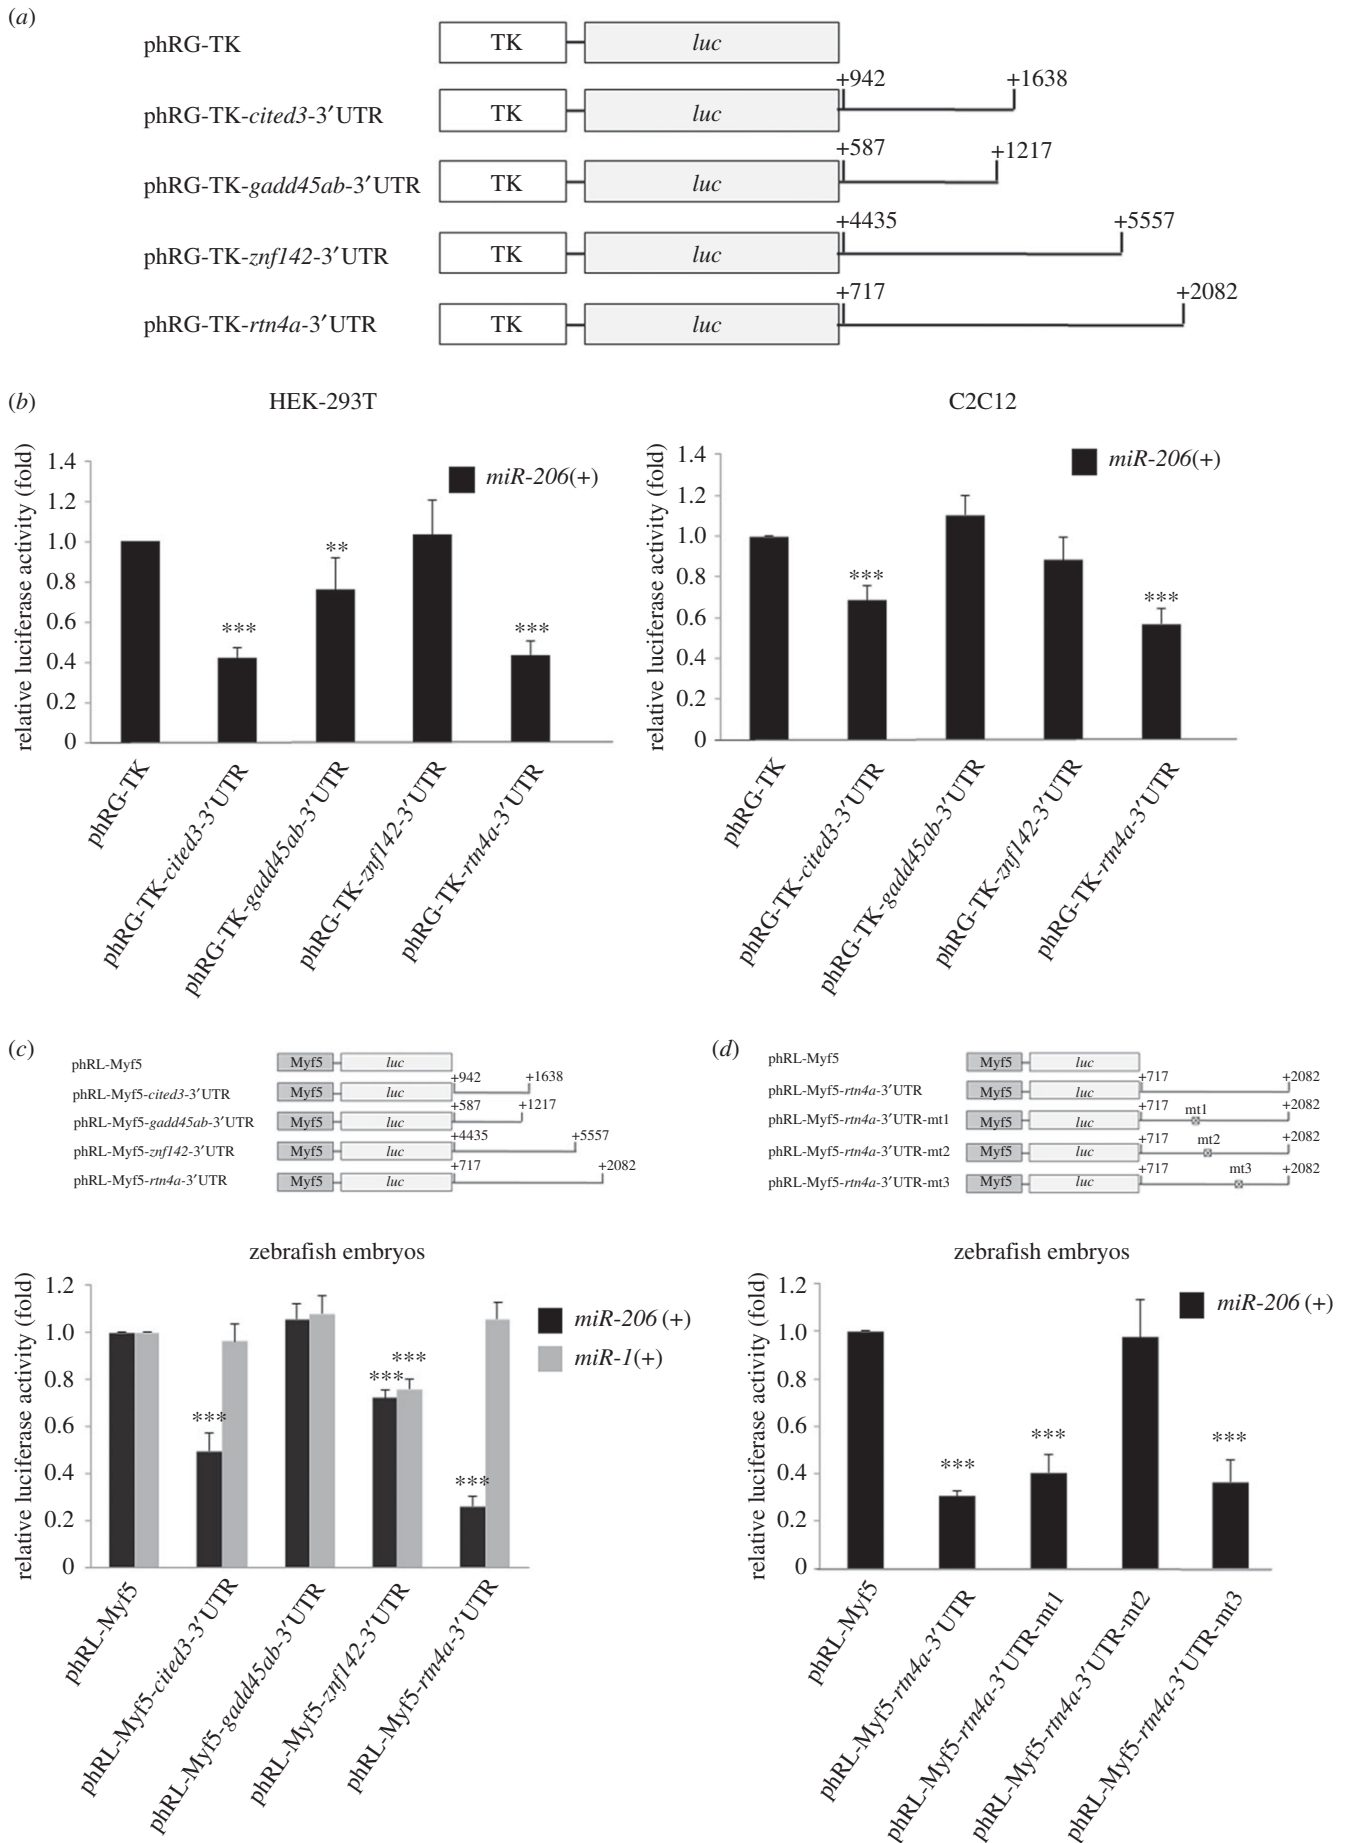 (a)
phRG-TK
TK
luc
+942
+1638
phRG-TK-cited3-3′UTR
TK
luc
+587
+1217
phRG-TK-gadd45ab-3′UTR
TK
luc
+4435
+5557
phRG-TK-znf142-3′UTR
TK
luc
+717
+2082
phRG-TK-rtn4a-3′UTR
TK
luc
(b)
HEK-293T
relative luciferase activity (fold)
1.4
1.2
1.0
0.8
0.6
0.4
0.2
0
miR-206(+)
***
**
***
phRG-TK
phRG-TK-cited3-3′UTR
phRG-TK-gadd45ab-3′UTR
phRG-TK-znf142-3′UTR
phRG-TK-rtn4a-3′UTR
C2C12
relative luciferase activity (fold)
1.4
1.2
1.0
0.8
0.6
0.4
0.2
0
miR-206(+)
***
***
phRG-TK
phRG-TK-cited3-3′UTR
phRG-TK-gadd45ab-3′UTR
phRG-TK-znf142-3′UTR
phRG-TK-rtn4a-3′UTR
(c)
phRL-Myf5
Myf5
luc
+942
+1638
phRL-Myf5-cited3-3′UTR
Myf5
luc
+587
+1217
phRL-Myf5-gadd45ab-3′UTR
Myf5
luc
+4435
+5557
phRL-Myf5-znf142-3′UTR
Myf5
luc
+717
+2082
phRL-Myf5-rtn4a-3′UTR
Myf5
luc
zebrafish embryos
relative luciferase activity (fold)
1.2
1.0
0.8
0.6
0.4
0.2
0
miR-206 (+)
miR-1(+)
***
***
***
***
phRL-Myf5
phRL-Myf5-cited3-3′UTR
phRL-Myf5-gadd45ab-3′UTR
phRL-Myf5-znf142-3′UTR
phRL-Myf5-rtn4a-3′UTR
(d)
phRL-Myf5
Myf5
luc
+717
+2082
phRL-Myf5-rtn4a-3′UTR
Myf5
luc
+717
mt1
+2082
phRL-Myf5-rtn4a-3′UTR-mt1
Myf5
luc
+717
mt2
+2082
phRL-Myf5-rtn4a-3′UTR-mt2
Myf5
luc
+717
mt3
+2082
phRL-Myf5-rtn4a-3′UTR-mt3
Myf5
luc
zebrafish embryos
relative luciferase activity (fold)
1.2
1.0
0.8
0.6
0.4
0.2
0
miR-206 (+)
***
***
***
phRL-Myf5
phRL-Myf5-rtn4a-3′UTR
phRL-Myf5-rtn4a-3′UTR-mt1
phRL-Myf5-rtn4a-3′UTR-mt2
phRL-Myf5-rtn4a-3′UTR-mt3